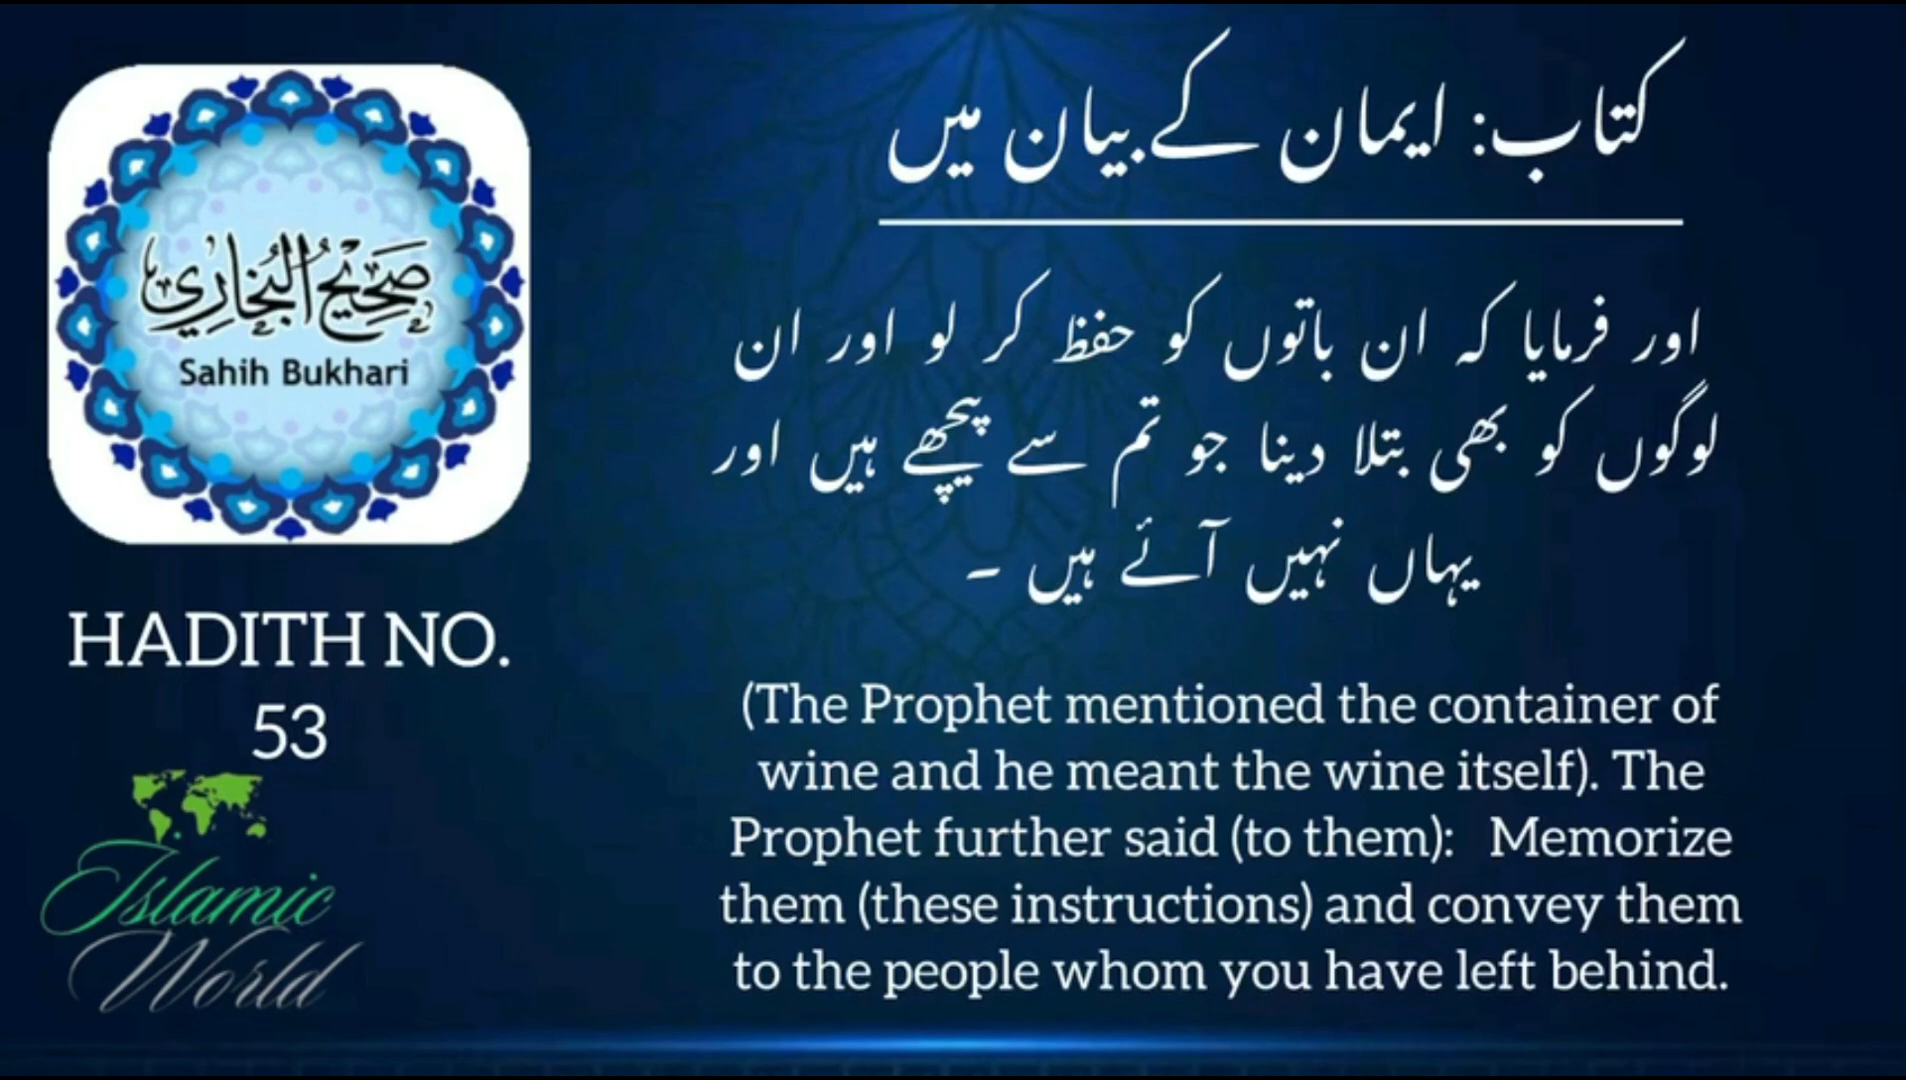 صَحِيْحُ الْبُخَارِي
Sahih Bukhari
HADITH NO.
53
Islamic
World
کتاب: ایمان کے بیان میں
اور فرمایا کہ ان باتوں کو حفظ کر لو اور ان
لوگوں کو بھی بتلا دینا جو تم سے پیچھے ہیں اور
یہاں نہیں آئے ہیں ۔
(The Prophet mentioned the container of
wine and he meant the wine itself). The
Prophet further said (to them): Memorize
them (these instructions) and convey them
to the people whom you have left behind.